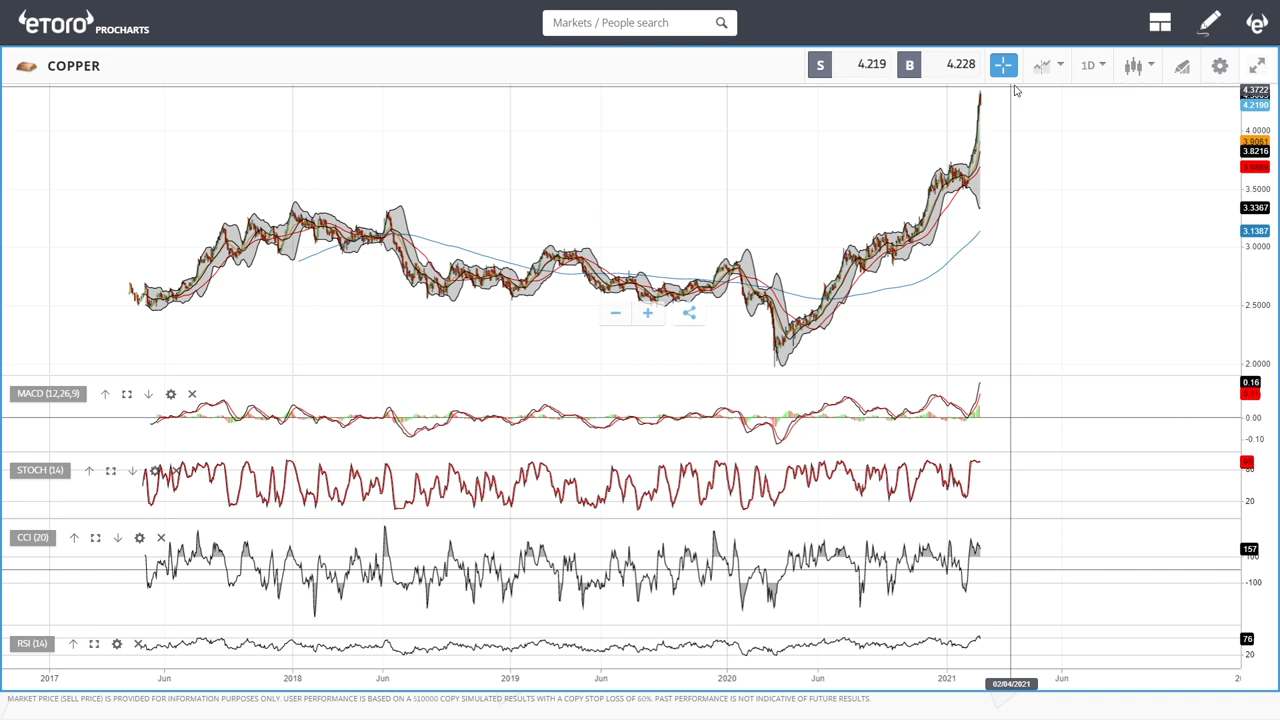 eToro PROCHARTS
Markets / People search
COPPER
S 4.219 B 4.228 1D
4.3722
4.2190
4.0000
3.8216
3.5000
3.3367
3.1387
3.0000
2.5000
2.0000
MACD (12,26,9)
0.16
0.00
-0.10
STOCH (14)
20
CCI (20)
157
-100
RSI (14)
76
20
2017 Jun 2018 Jun 2019 Jun 2020 Jun 2021 Jun
02/04/2021
MARKET PRICE (SELL PRICE) IS PROVIDED FOR INFORMATION PURPOSES ONLY. USER PERFORMANCE IS BASED ON A $10000 COPY SIMULATED RESULTS WITH A COPY STOP LOSS OF 60%. PAST PERFORMANCE IS NOT INDICATIVE OF FUTURE RESULTS.